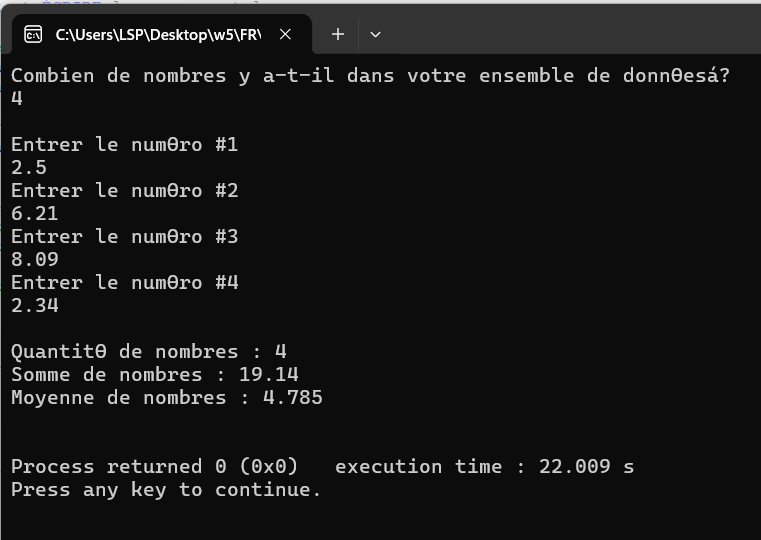 C:\Users\LSP\Desktop\w5\FR\
Combien de nombres y a-t-il dans votre ensemble de donnΘesá?
4
Entrer le numΘro #1
2.5
Entrer le numΘro #2
6.21
Entrer le numΘro #3
8.09
Entrer le numΘro #4
2.34
QuantitΘ de nombres : 4
Somme de nombres : 19.14
Moyenne de nombres : 4.785
Process returned 0 (0x0)   execution time : 22.009 s
Press any key to continue.